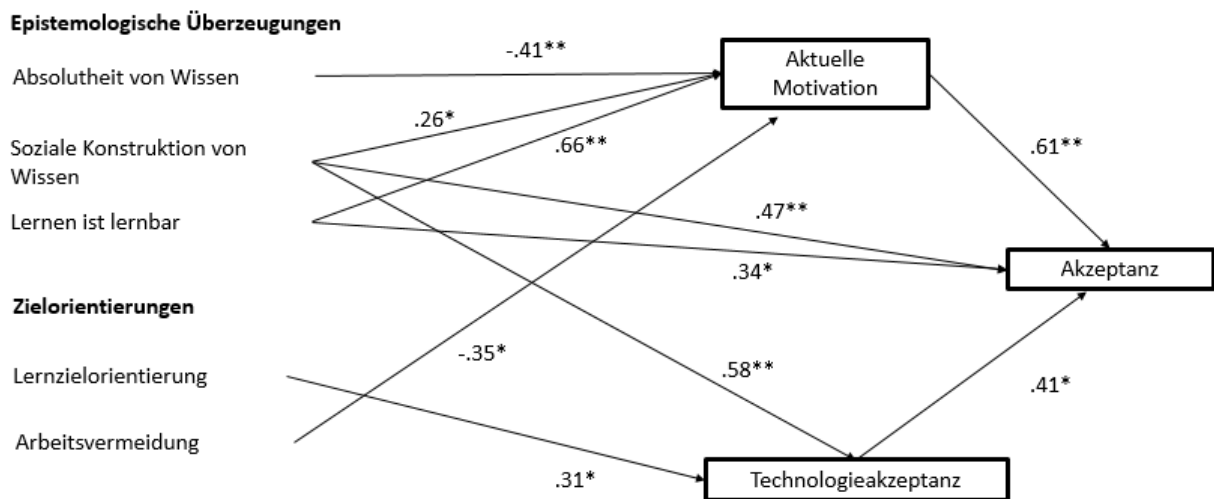 Epistemologische Überzeugungen
Absolutheit von Wissen
-.41**
Aktuelle
Motivation
.26*
.66**
Soziale Konstruktion von
Wissen
.61**
Lernen ist lernbar
.47**
.34*
Akzeptanz
Zielorientierungen
-.35*
Lernzielorientierung
.58**
.41*
Arbeitsvermeidung
.31*
Technologieakzeptanz